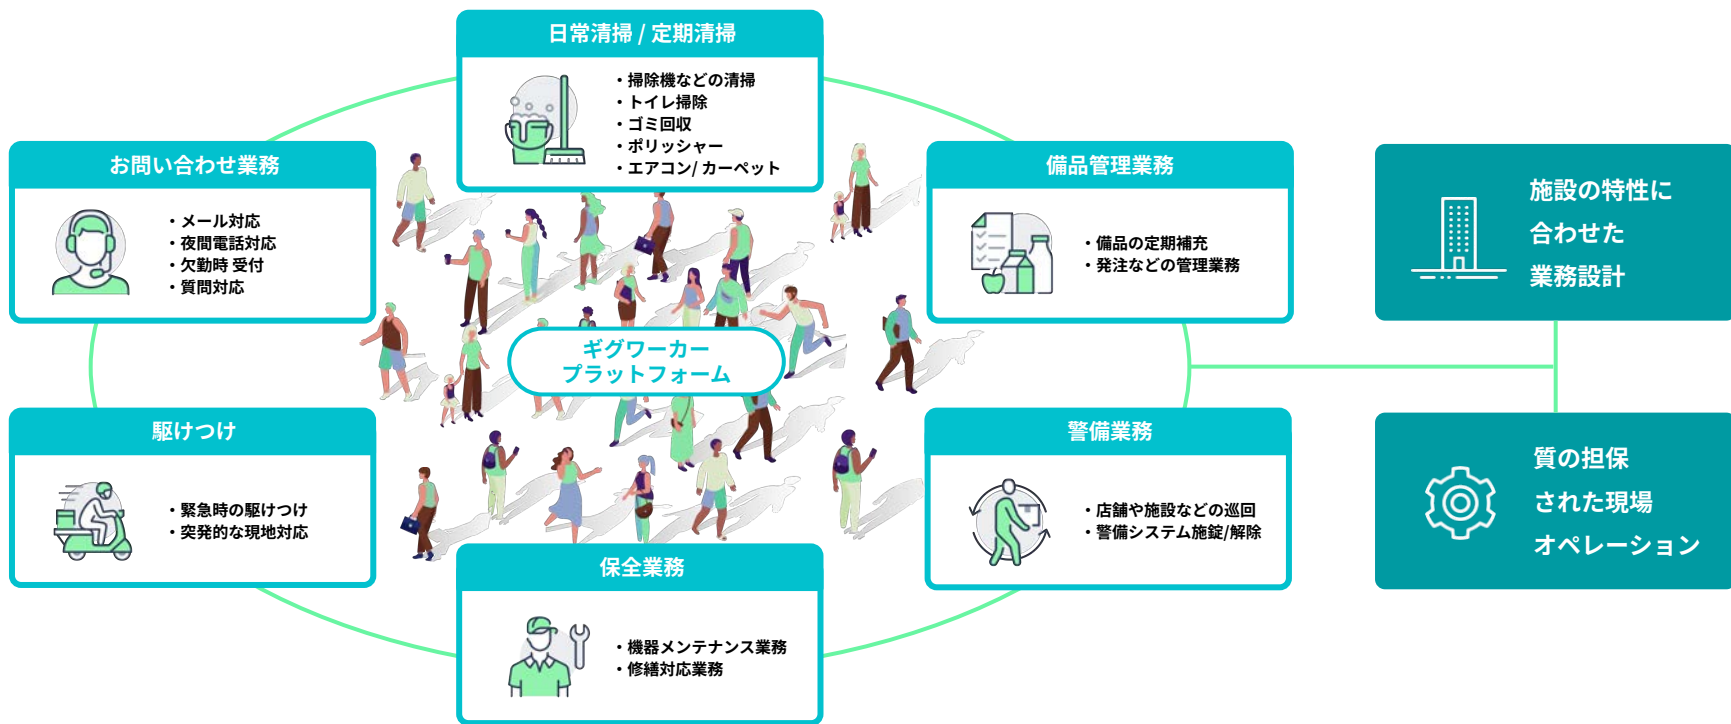 日常清掃 / 定期清掃
・掃除機などの清掃
・トイレ掃除
・ゴミ回収
・ポリッシャー
・エアコン/ カーペット
お問い合わせ業務
・メール対応
・夜間電話対応
・欠勤時 受付
・質問対応
備品管理業務
・備品の定期補充
・発注などの管理業務
施設の特性に
合わせた
業務設計
ギグワーカー
プラットフォーム
駆けつけ
・緊急時の駆けつけ
・突発的な現地対応
警備業務
・店舗や施設などの巡回
・警備システム施錠/解除
質の担保
された現場
オペレーション
保全業務
・機器メンテナンス業務
・修繕対応業務